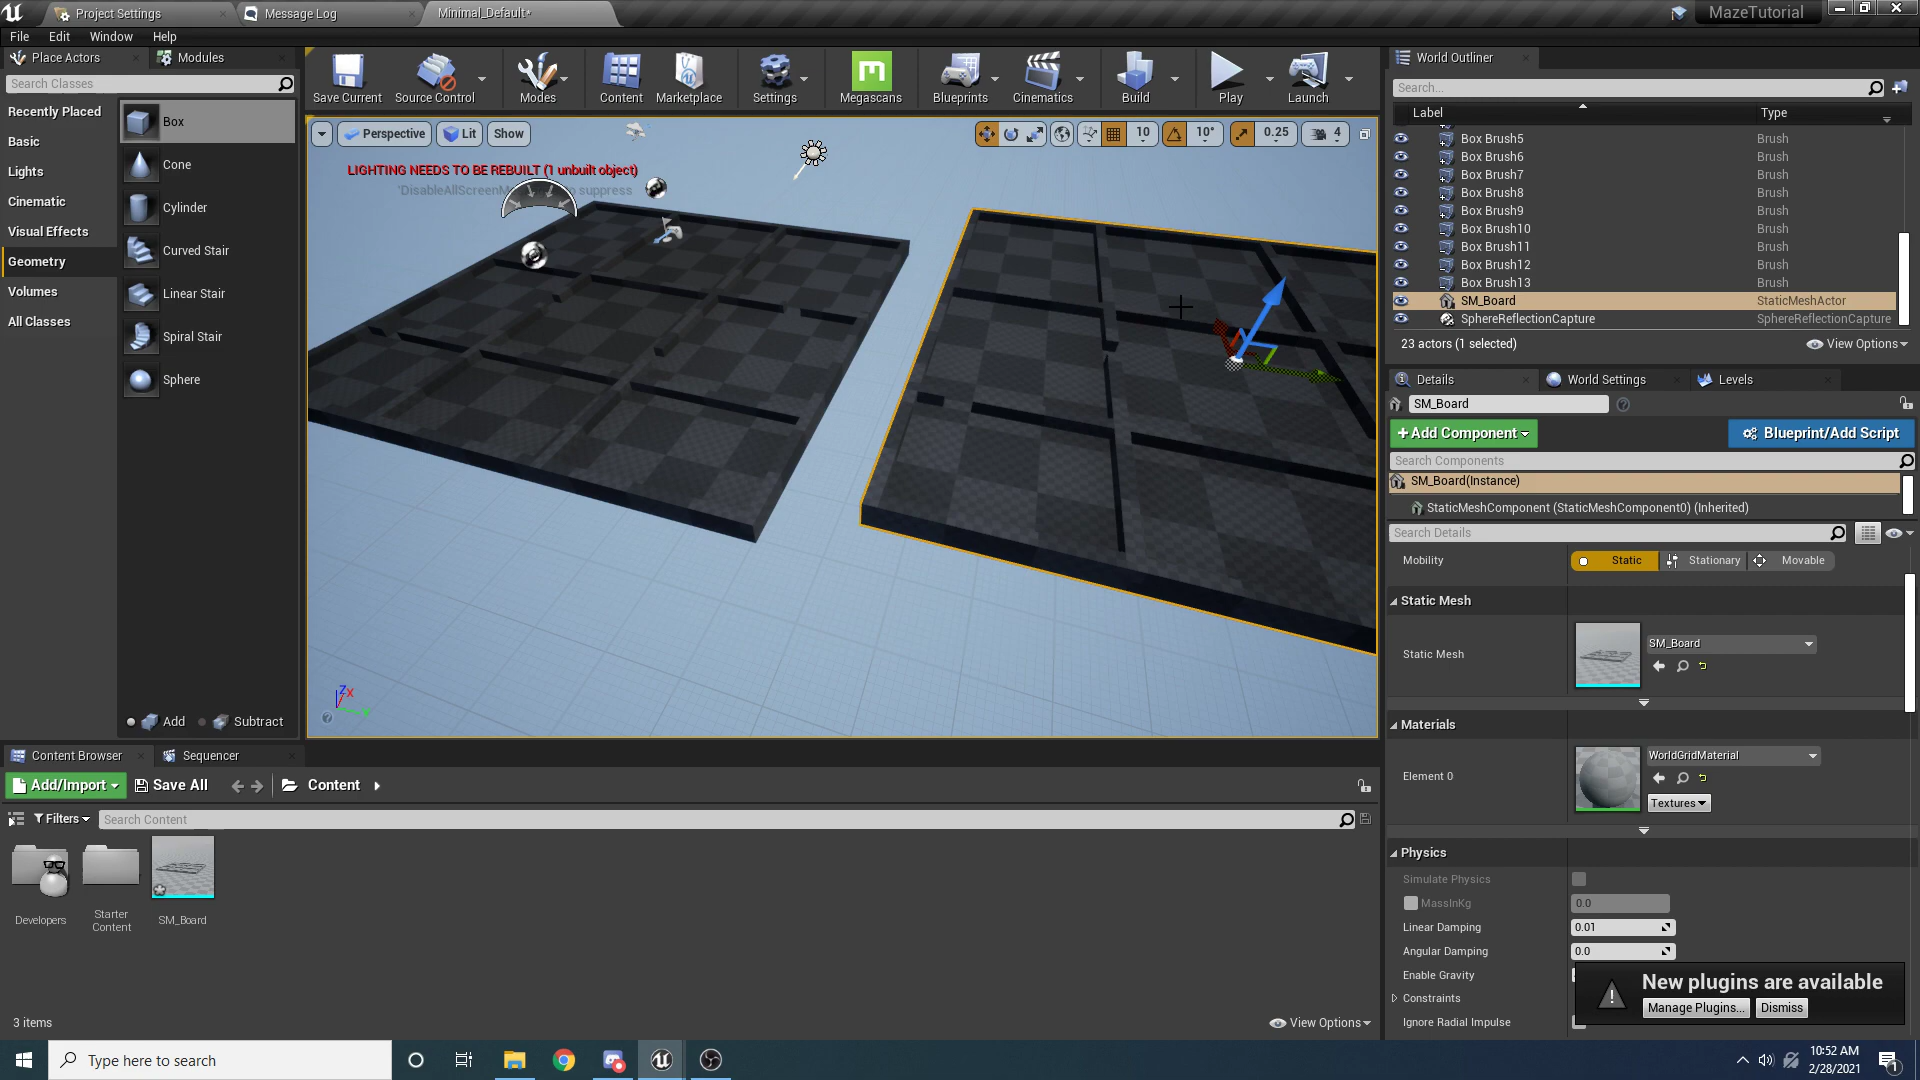 Project Settings
Message Log
Minimal_Default*
MazeTutorial
File Edit Window Help
Place Actors
Modules
Search Classes
Recently Placed
Basic
Lights
Cinematic
Visual Effects
Geometry
Volumes
All Classes
Box
Cone
Cylinder
Curved Stair
Linear Stair
Spiral Stair
Sphere
Add
Subtract
Save Current
Source Control
Modes
Content
Marketplace
Settings
Megascans
Blueprints
Cinematics
Build
Play
Launch
Perspective
Lit
Show
10
10°
0.25
4
LIGHTING NEEDS TO BE REBUILT (1 unbuilt object)
'DisableAllScreenM to suppress
World Outliner
Search...
Label
Type
Box Brush5 Brush
Box Brush6 Brush
Box Brush7 Brush
Box Brush8 Brush
Box Brush9 Brush
Box Brush10 Brush
Box Brush11 Brush
Box Brush12 Brush
Box Brush13 Brush
SM_Board StaticMeshActor
SphereReflectionCapture SphereReflectionCapture
23 actors (1 selected)
View Options
Details
World Settings
Levels
SM_Board
+Add Component
Blueprint/Add Script
Search Components
SM_Board(Instance)
StaticMeshComponent (StaticMeshComponent0) (Inherited)
Search Details
Mobility
Static
Stationary
Movable
Static Mesh
Static Mesh
SM_Board
Materials
Element 0
WorldGridMaterial
Textures
Physics
Simulate Physics
MassInKg 0.0
Linear Damping 0.01
Angular Damping 0.0
Enable Gravity
Constraints
Ignore Radial Impulse
New plugins are available
Manage Plugins...
Dismiss
Content Browser
Sequencer
Add/Import
Save All
Content
Filters
Search Content
Developers
Starter Content
SM_Board
3 items
View Options
Type here to search
10:52 AM
2/28/2021
1